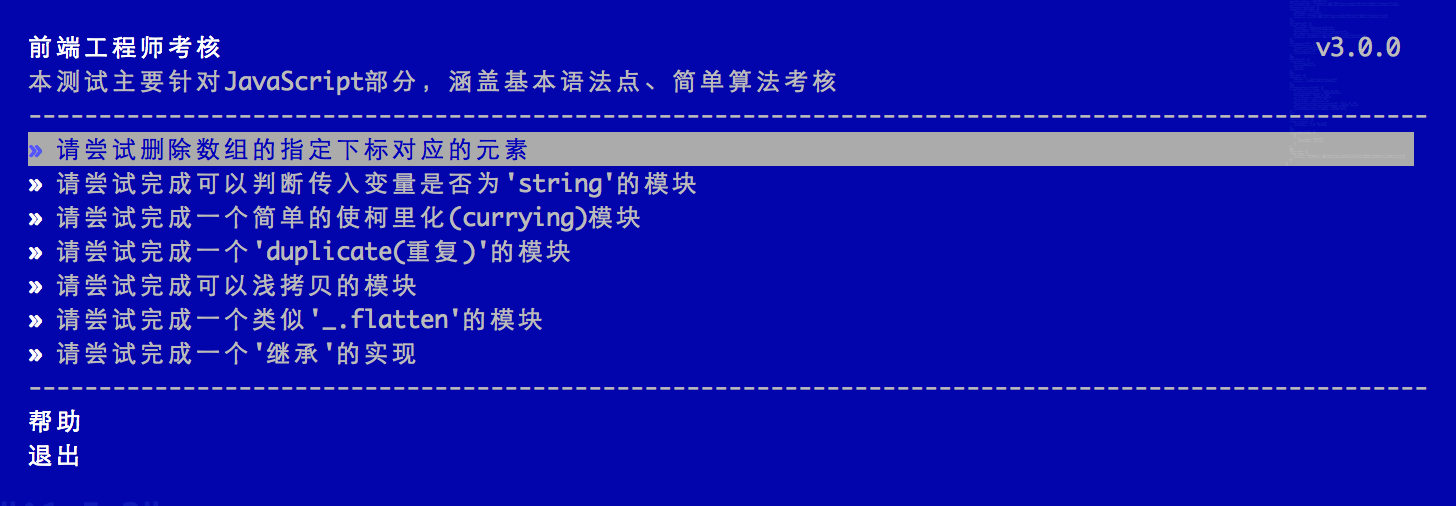 前端工程师考核 v3.0.0
本测试主要针对JavaScript部分，涵盖基本语法点、简单算法考核
» 请尝试删除数组的指定下标对应的元素
» 请尝试完成可以判断传入变量是否为'string'的模块
» 请尝试完成一个简单的使柯里化(currying)模块
» 请尝试完成一个'duplicate(重复)'的模块
» 请尝试完成可以浅拷贝的模块
» 请尝试完成一个类似'_.flatten'的模块
» 请尝试完成一个'继承'的实现
帮助
退出